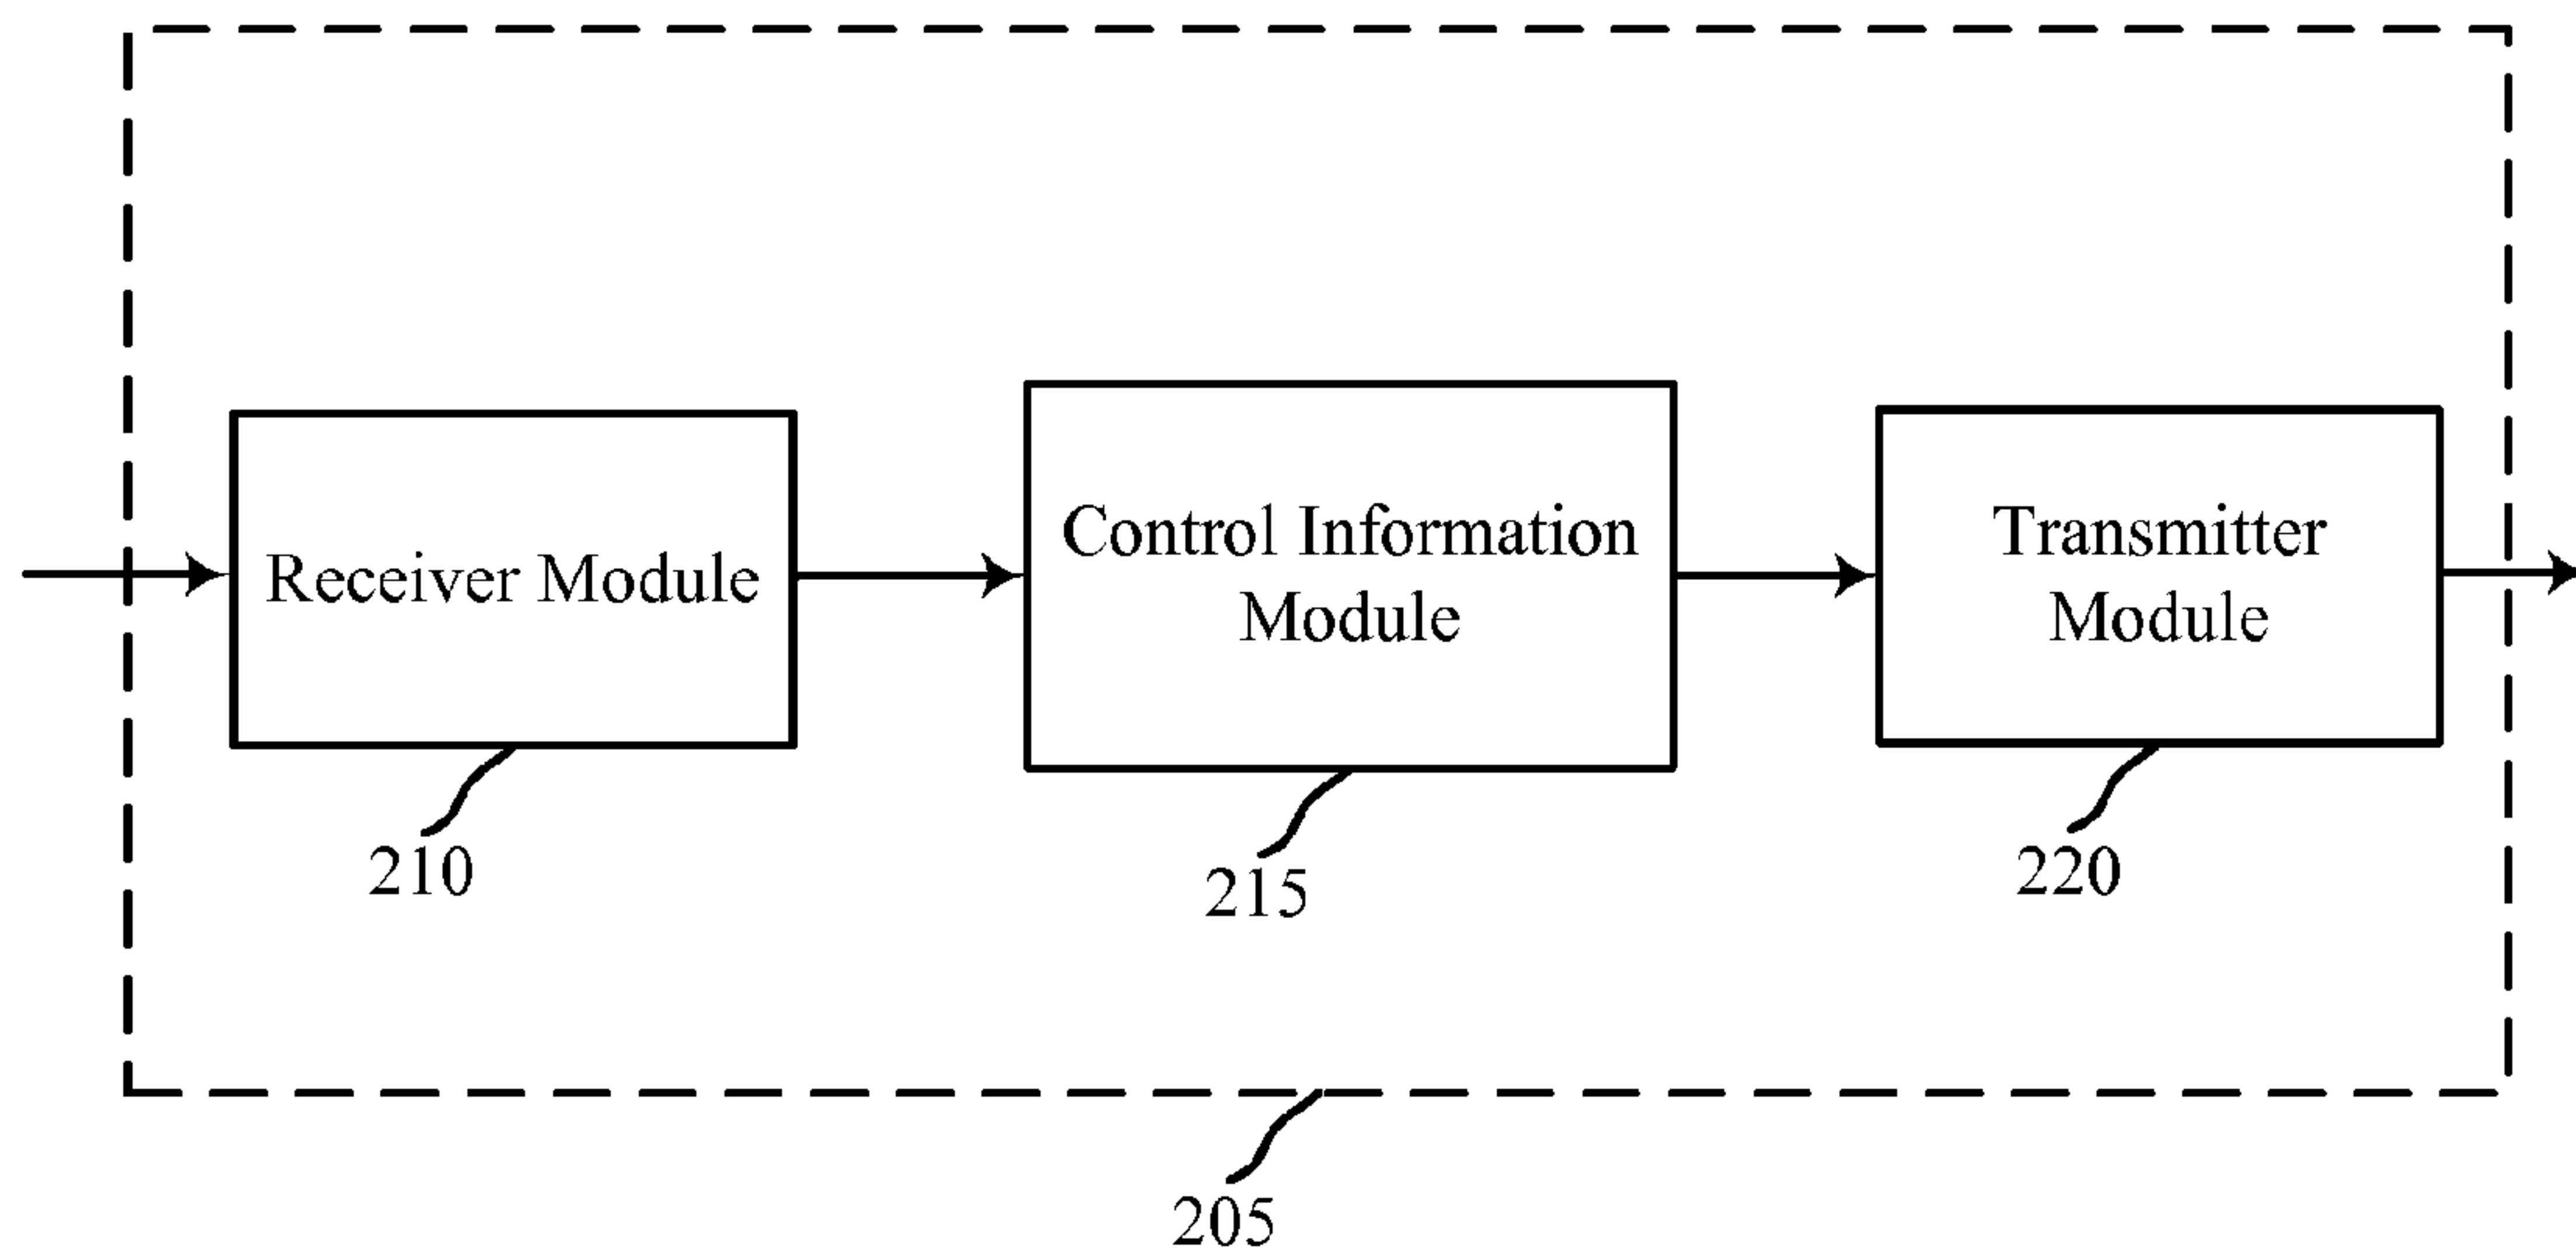 Receiver Module
Control Information
Module
Transmitter
Module
210
215
220
205